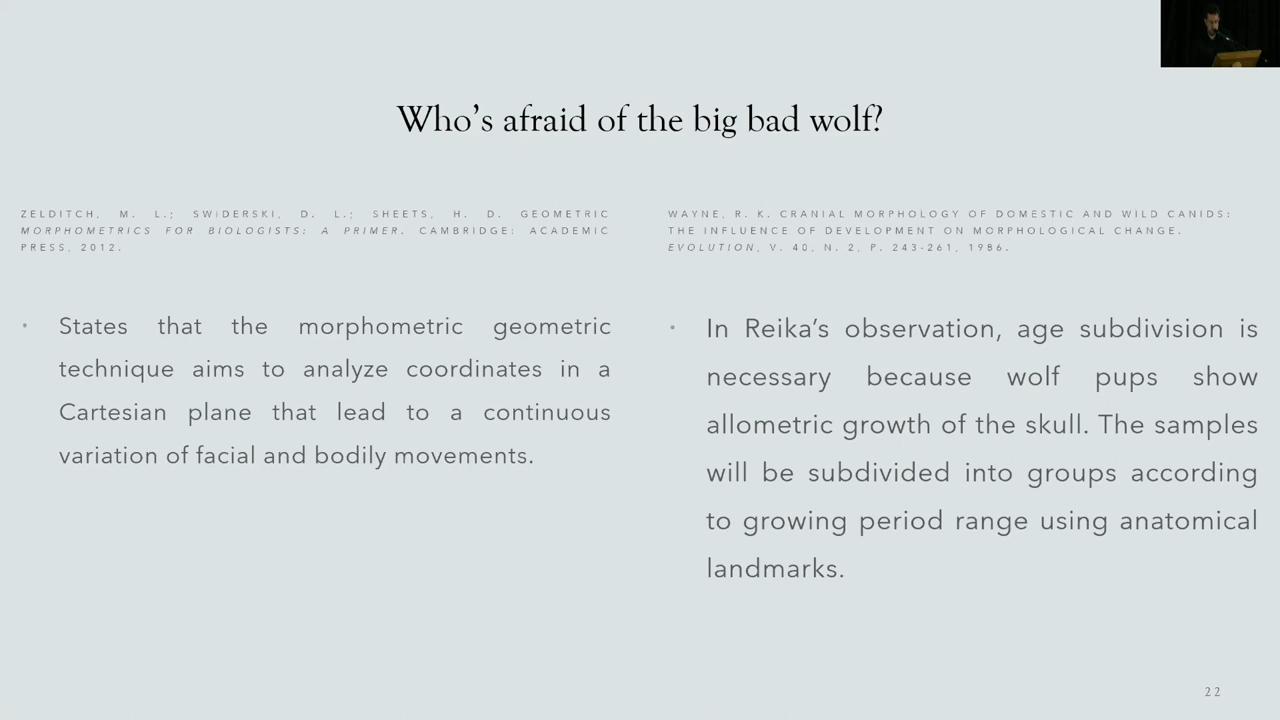 Who's afraid of the big bad wolf?
ZELDITCH, M. L.; SWIDERSKI, D. L.; SHEETS, H. D. GEOMETRIC
MORPHOMETRICS FOR BIOLOGISTS: A PRIMER. CAMBRIDGE: ACADEMIC
PRESS, 2012.
• States that the morphometric geometric
technique aims to analyze coordinates in a
Cartesian plane that lead to a continuous
variation of facial and bodily movements.
WAYNE, R. K. CRANIAL MORPHOLOGY OF DOMESTIC AND WILD CANIDS:
THE INFLUENCE OF DEVELOPMENT ON MORPHOLOGICAL CHANGE.
EVOLUTION, V. 40, N. 2, P. 243-261, 1986.
• In Reika's observation, age subdivision is
necessary because wolf pups show
allometric growth of the skull. The samples
will be subdivided into groups according
to growing period range using anatomical
landmarks.
22